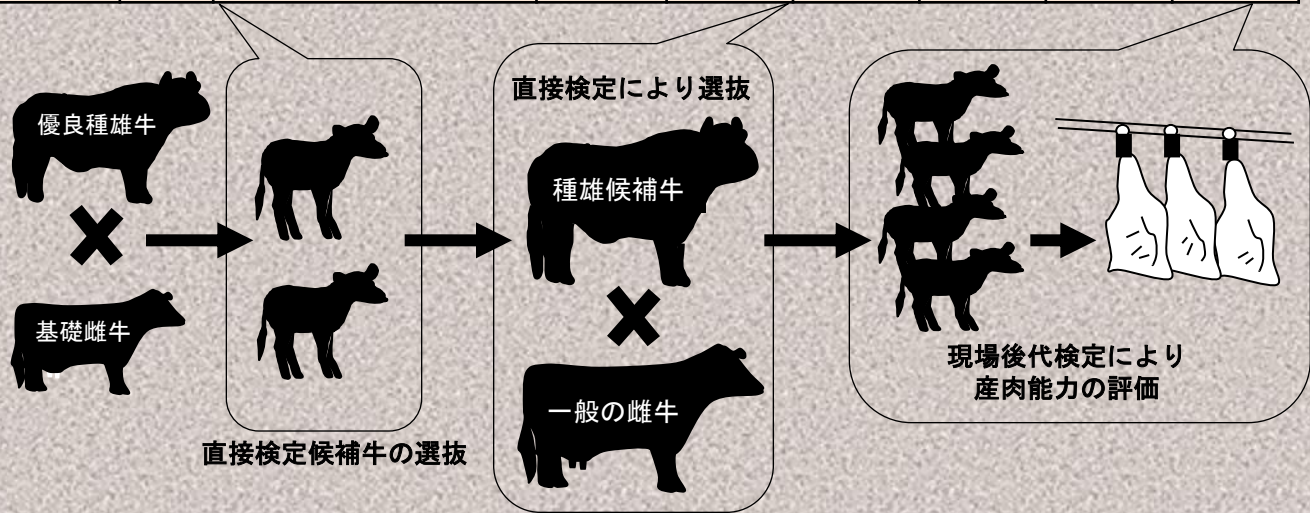 優良種雄牛
基礎雌牛
直接検定候補牛の選抜
直接検定により選抜
種雄候補牛
一般の雌牛
現場後代検定により
産肉能力の評価